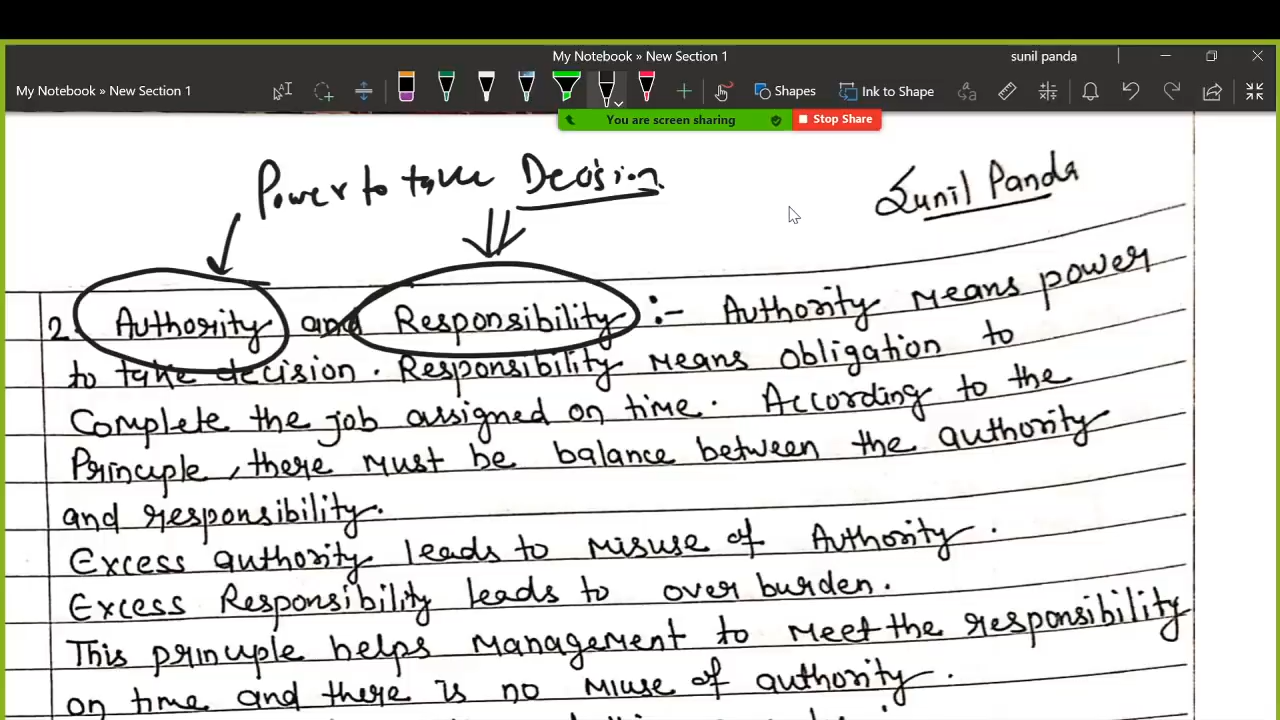 My Notebook » New Section 1
sunil panda
My Notebook » New Section 1
Shapes
Ink to Shape
You are screen sharing
Stop Share
Power to take Decision
Sunil Panda
2. Authority and Responsibility :- Authority means power
to take decision. Responsibility means obligation to
Complete the job assigned on time. According to the
Principle, there must be balance between the authority
and responsibility.
Excess authority leads to misuse of Authority.
Excess Responsibility leads to over burden.
This principle helps management to meet the responsibility
on time and there is no miuse of authority.